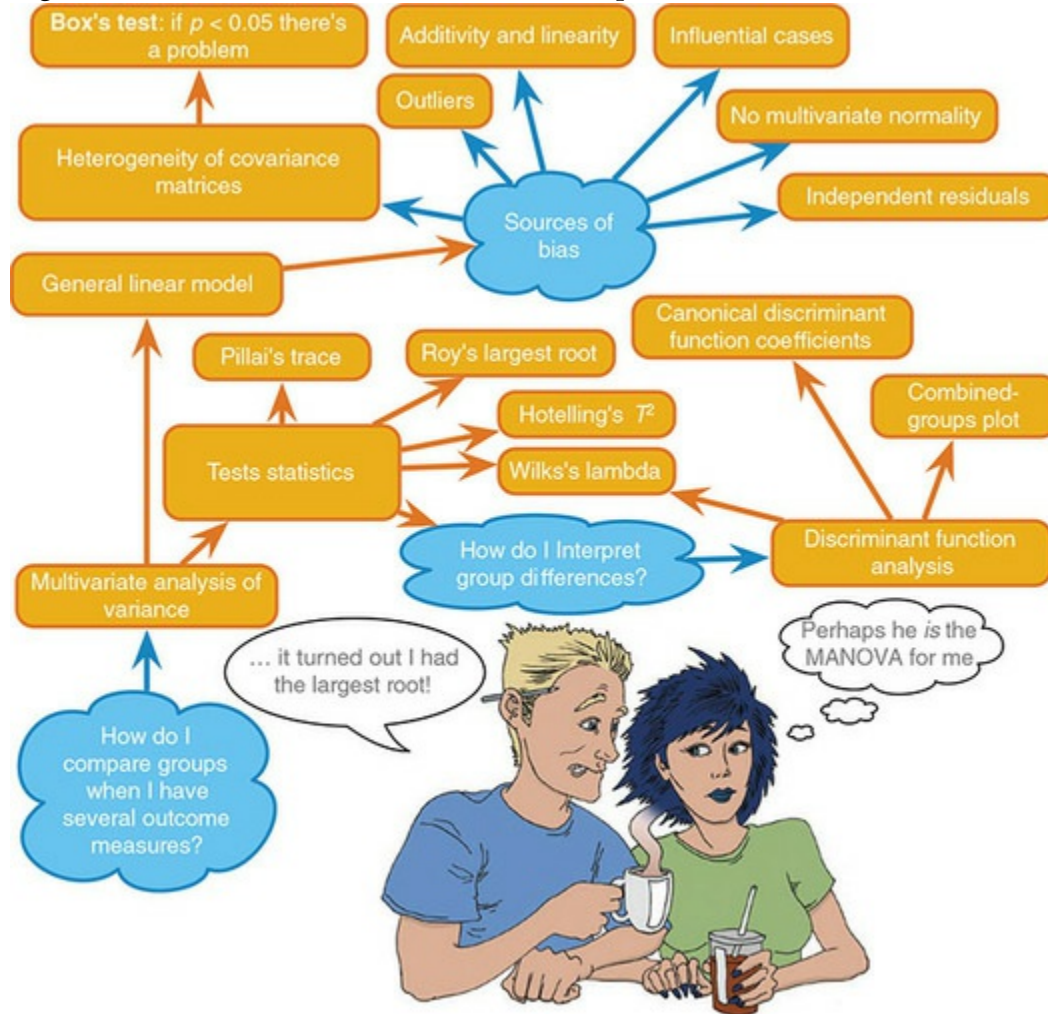 Box's test: if p < 0.05 there's
a problem
Additivity and linearity
Influential cases
Outliers
No multivariate normality
Heterogeneity of covariance
matrices
Independent residuals
Sources of
bias
General linear model
Canonical discriminant
function coefficients
Pillai's trace
Roy's largest root
Combined-
groups plot
Hotelling's T²
Tests statistics
Wilks's lambda
How do I Interpret
group differences?
Discriminant function
analysis
Multivariate analysis of
variance
Perhaps he is the
MANOVA for me
... it turned out I had
the largest root!
How do I
compare groups
when I have
several outcome
measures?